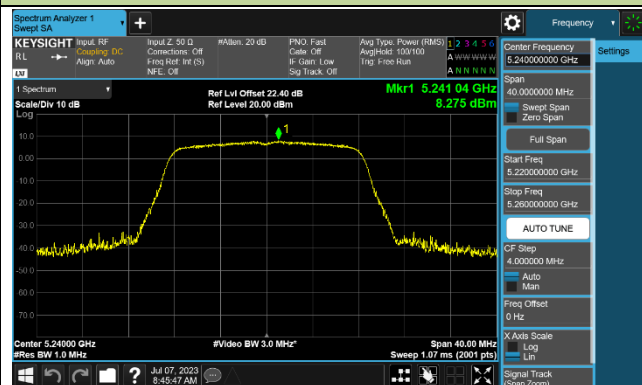 Spectrum Analyzer 1
Swept SA
Frequency
KEYSIGHT
RL
LXI
Input: RF
Coupling: DC
Align: Auto
Input Z: 50 Ω
Corrections: Off
Freq Ref: Int (S)
NFE: Off
#Atten: 20 dB
PNO: Fast
Gate: Off
IF Gain: Low
Sig Track: Off
Avg Type: Power (RMS)
Avg|Hold: 100/100
Trig: Free Run
1 2 3 4 5 6
A W W W W W
A N N N N N
1 Spectrum
Scale/Div 10 dB
Log
Ref Lvl Offset 22.40 dB
Ref Level 20.00 dBm
Mkr1 5.241 04 GHz
8.275 dBm
1
10.0
0.00
-10.0
-20.0
-30.0
-40.0
-50.0
-60.0
-70.0
Center 5.24000 GHz
#Res BW 1.0 MHz
#Video BW 3.0 MHz*
Span 40.00 MHz
Sweep 1.07 ms (2001 pts)
Jul 07, 2023
8:45:47 AM
Center Frequency
5.240000000 GHz
Settings
Span
40.0000000 MHz
Swept Span
Zero Span
Full Span
Start Freq
5.220000000 GHz
Stop Freq
5.260000000 GHz
AUTO TUNE
CF Step
4.000000 MHz
Auto
Man
Freq Offset
0 Hz
X Axis Scale
Log
Lin
Signal Track
(Span Zoom)